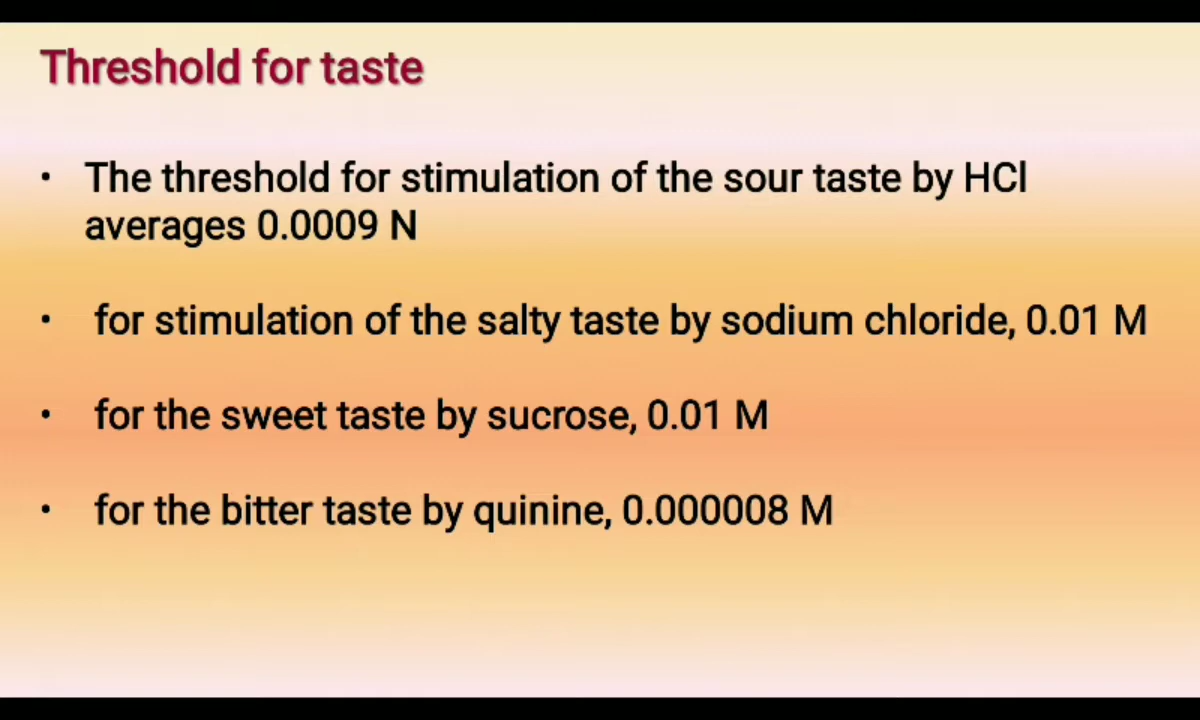 Threshold for taste
• The threshold for stimulation of the sour taste by HCl
averages 0.0009 N
• for stimulation of the salty taste by sodium chloride, 0.01 M
• for the sweet taste by sucrose, 0.01 M
• for the bitter taste by quinine, 0.000008 M